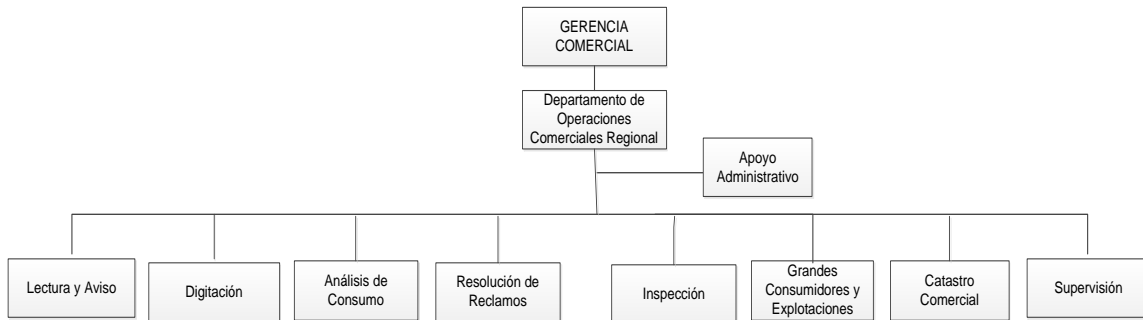 GERENCIA
COMERCIAL
Departamento de
Operaciones
Comerciales Regional
Apoyo
Administrativo
Lectura y Aviso
Digitación
Análisis de
Consumo
Resolución de
Reclamos
Inspección
Grandes
Consumidores y
Explotaciones
Catastro
Comercial
Supervisión